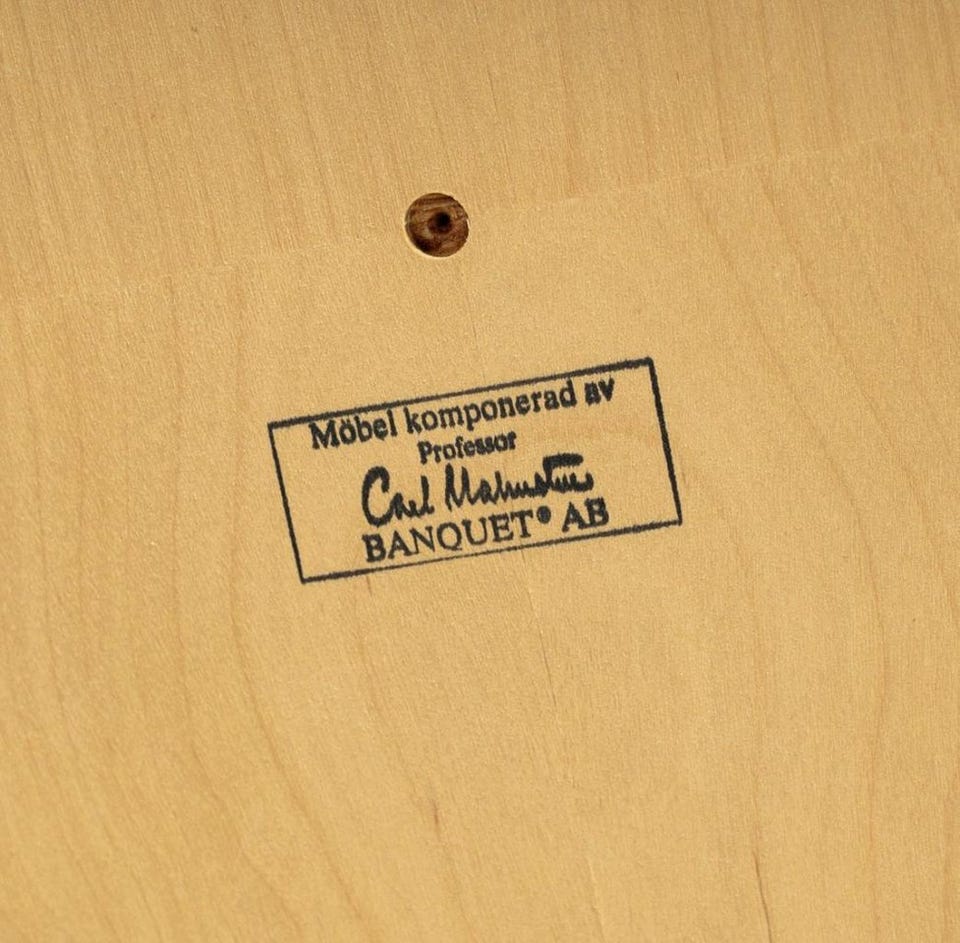 Möbel komponerad av
Professor
Carl Malmsten
BANQUET® AB